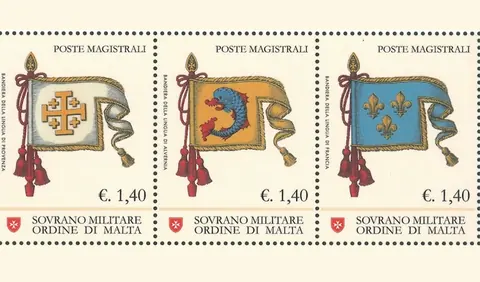 POSTE MAGISTRALI
BANDIERA DELLA LINGUA DI PROVENZA
€. 1,40
SOVRANO MILITARE
ORDINE DI MALTA
POSTE MAGISTRALI
BANDIERA DELLA LINGUA DI ALVERNIA
€. 1,40
SOVRANO MILITARE
ORDINE DI MALTA
POSTE MAGISTRALI
BANDIERA DELLA LINGUA DI FRANCIA
€. 1,40
SOVRANO MILITARE
ORDINE DI MALTA